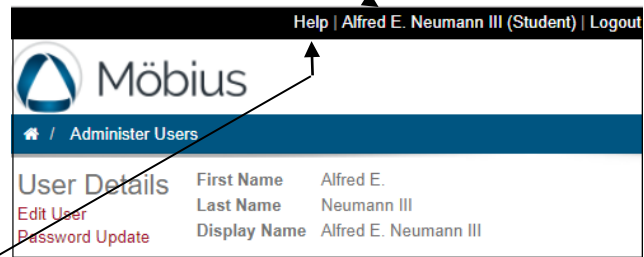 Help | Alfred E. Neumann III (Student) | Logout
Möbius
/ Administer Users
User Details
Edit User
Password Update
First Name Alfred E.
Last Name Neumann III
Display Name Alfred E. Neumann III